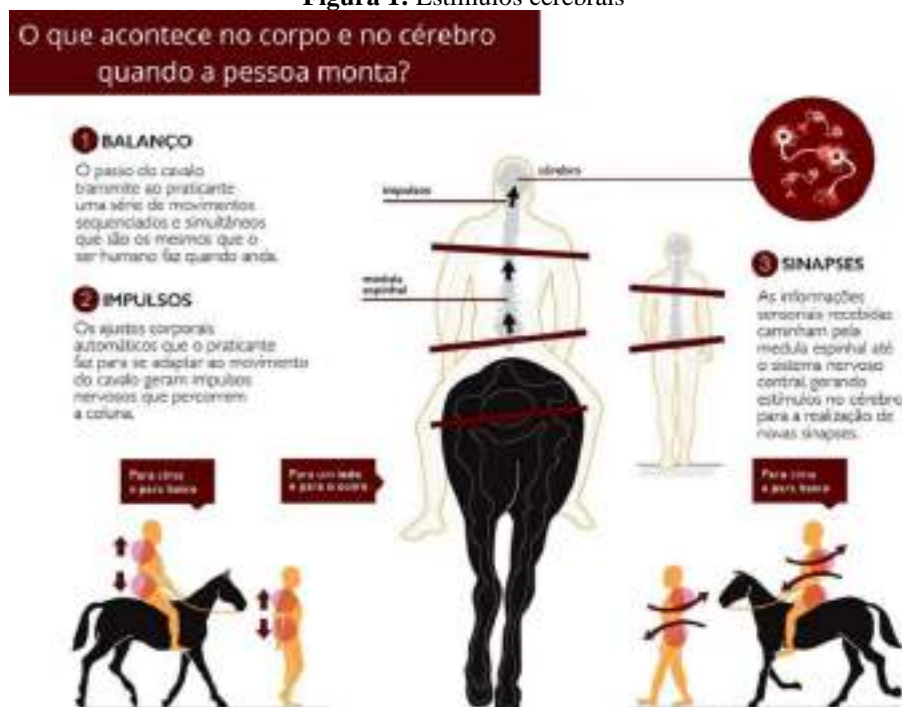 Figura 1: Estímulos cerebrais
O que acontece no corpo e no cérebro
quando a pessoa monta?
1 BALANÇO
O passo do cavalo
transmite ao praticante
uma série de movimentos
sequenciados e simultâneos
que são os mesmos que o
ser humano faz quando anda.
2 IMPULSOS
Os ajustes corporais
automáticos que o praticante
faz para se adaptar ao movimento
do cavalo geram impulsos
nervosos que percorrem
a coluna.
impulsos
cérebro
medula
espinhal
3 SINAPSES
As informações
sensoriais recebidas
caminham pela
medula espinhal até
o sistema nervoso
central, gerando
estímulos no cérebro
para a realização de
novas sinapses.
Para cima
e para baixo
Para um lado
e para o outro
Para cima
e para baixo